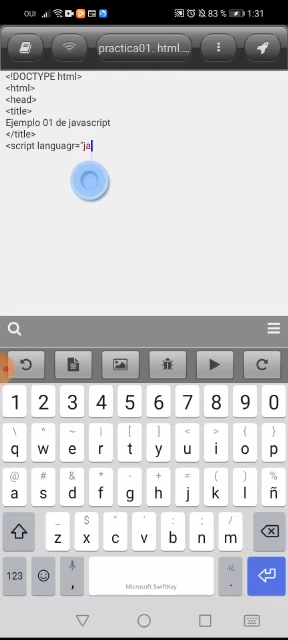 OUI 83 % 1:31
practica01. html....
<!DOCTYPE html>
<html>
<head>
<title>
Ejemplo 01 de javascript
</title>
<script languagr="ja
1 2 3 4 5 6 7 8 9 0
\ ^ ~ | [ ] < > { }
q w e r t y u i o p
@ # & * - + = ( ) %
a s d f g h j k l ñ
_ $ " ' : ; /
z x c v b n m
123 , Microsoft SwiftKey .